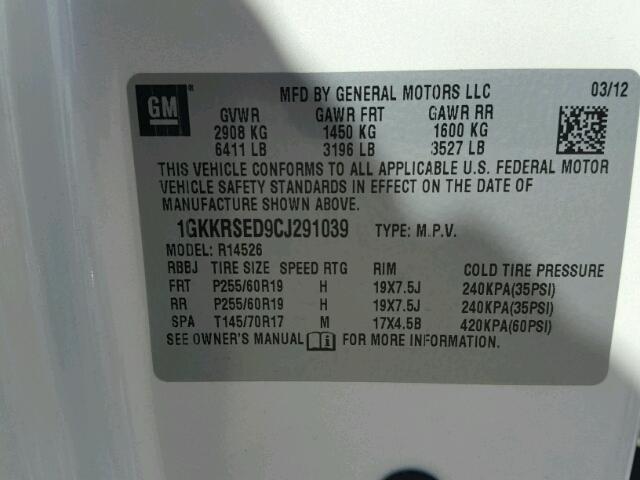 GM ® MFD BY GENERAL MOTORS LLC 03/12
GVWR GAWR FRT GAWR RR
2908 KG 1450 KG 1600 KG
6411 LB 3196 LB 3527 LB
THIS VEHICLE CONFORMS TO ALL APPLICABLE U.S. FEDERAL MOTOR
VEHICLE SAFETY STANDARDS IN EFFECT ON THE DATE OF
MANUFACTURE SHOWN ABOVE.
1GKKRSED9CJ291039 TYPE: M.P.V.
MODEL: R14526
RBBJ TIRE SIZE SPEED RTG RIM COLD TIRE PRESSURE
FRT P255/60R19 H 19X7.5J 240KPA(35PSI)
RR P255/60R19 H 19X7.5J 240KPA(35PSI)
SPA T145/70R17 M 17X4.5B 420KPA(60PSI)
SEE OWNER'S MANUAL FOR MORE INFORMATION.